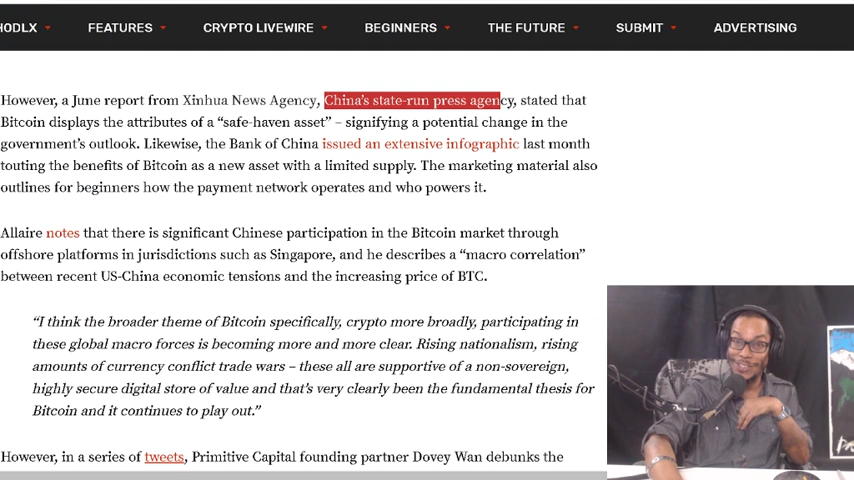 HODLX FEATURES CRYPTO LIVEWIRE BEGINNERS THE FUTURE SUBMIT ADVERTISING
However, a June report from Xinhua News Agency, China’s state-run press agency, stated that
Bitcoin displays the attributes of a “safe-haven asset” – signifying a potential change in the
government’s outlook. Likewise, the Bank of China issued an extensive infographic last month
touting the benefits of Bitcoin as a new asset with a limited supply. The marketing material also
outlines for beginners how the payment network operates and who powers it.
Allaire notes that there is significant Chinese participation in the Bitcoin market through
offshore platforms in jurisdictions such as Singapore, and he describes a “macro correlation”
between recent US-China economic tensions and the increasing price of BTC.
“I think the broader theme of Bitcoin specifically, crypto more broadly, participating in
these global macro forces is becoming more and more clear. Rising nationalism, rising
amounts of currency conflict trade wars – these all are supportive of a non-sovereign,
highly secure digital store of value and that’s very clearly been the fundamental thesis for
Bitcoin and it continues to play out.”
However, in a series of tweets, Primitive Capital founding partner Dovey Wan debunks the